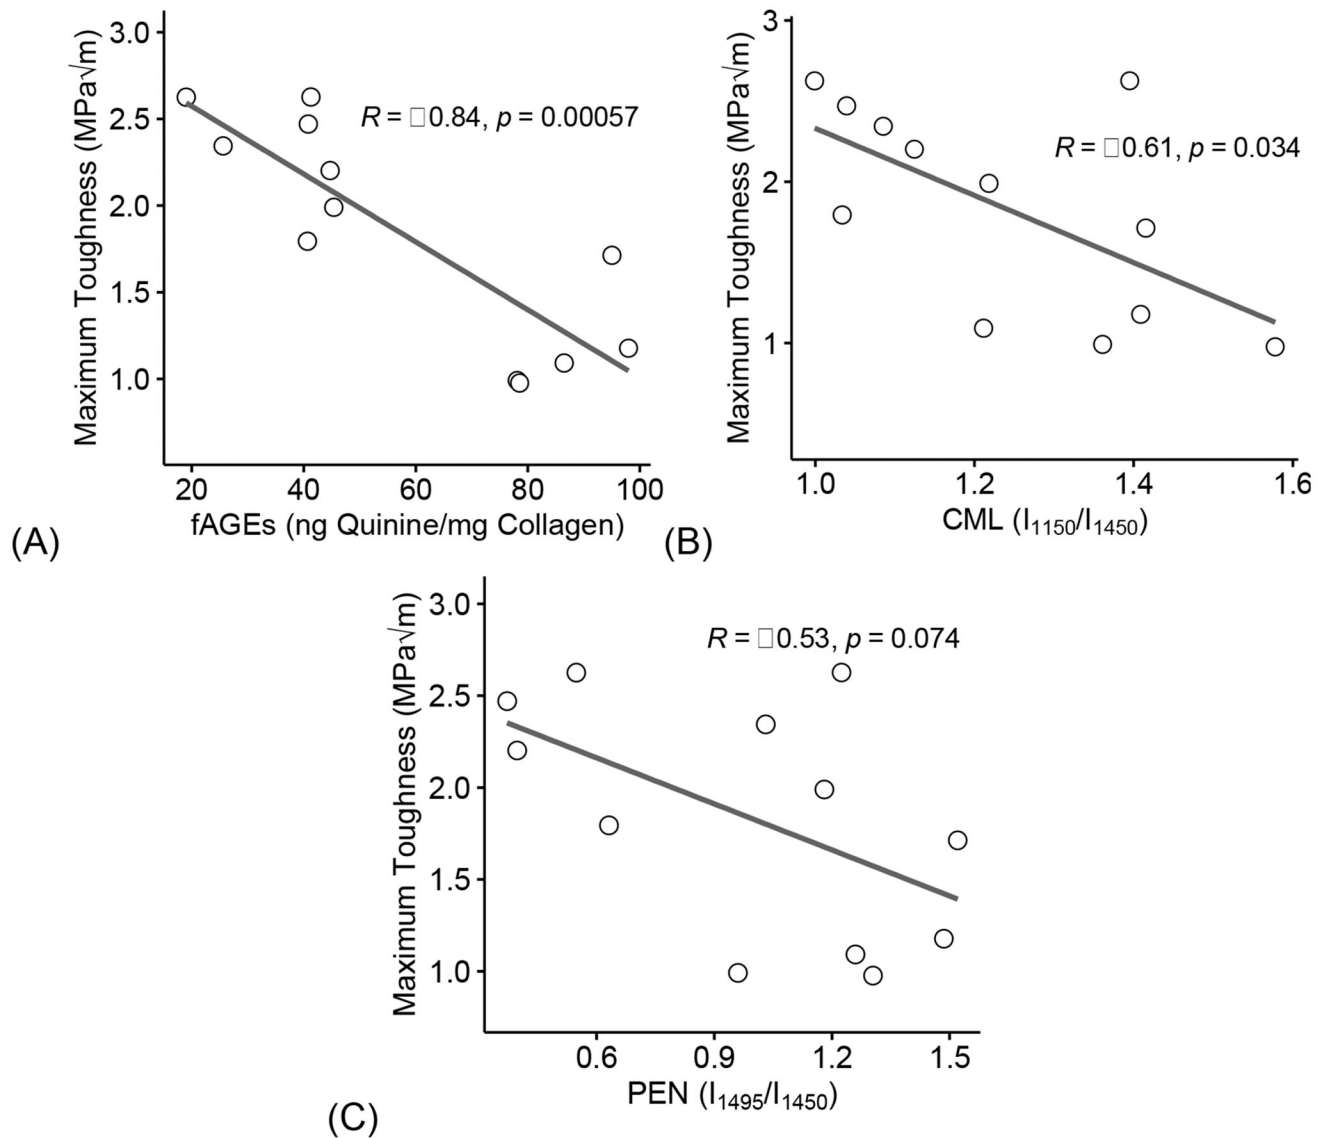 Maximum Toughness (MPa√m)
3.0
2.5
2.0
1.5
1.0
R = □0.84, p = 0.00057
20 40 60 80 100
fAGEs (ng Quinine/mg Collagen)
(A)
Maximum Toughness (MPa√m)
3
2
1
R = □0.61, p = 0.034
1.0 1.2 1.4 1.6
CML (I1150/I1450)
(B)
Maximum Toughness (MPa√m)
3.0
2.5
2.0
1.5
1.0
R = □0.53, p = 0.074
0.6 0.9 1.2 1.5
PEN (I1495/I1450)
(C)